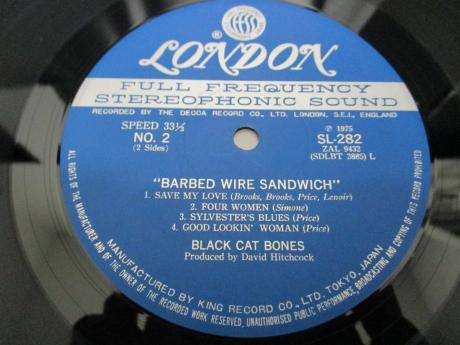 ®
LONDON
FULL FREQUENCY
STEREOPHONIC SOUND
RECORDED BY THE DECCA RECORD CO., LTD. LONDON, S.E.I., ENGLAND
SPEED 33⅓
NO. 2
(2 Sides)
℗ 1975
SL-282
ZAL 9432
(SDLBT 3885) L
"BARBED WIRE SANDWICH"
1. SAVE MY LOVE (Brooks, Brooks, Price, Lenoir)
2. FOUR WOMEN (Simone)
3. SYLVESTER'S BLUES (Price)
4. GOOD LOOKIN' WOMAN (Price)
BLACK CAT BONES
Produced by David Hitchcock
MANUFACTURED BY KING RECORD CO., LTD. TOKYO, JAPAN
ALL RIGHTS OF THE MANUFACTURER AND OF THE OWNER OF THE RECORDED WORK RESERVED, UNAUTHORISED PUBLIC PERFORMANCE, BROADCASTING AND COPYING OF THIS RECORD PROHIBITED